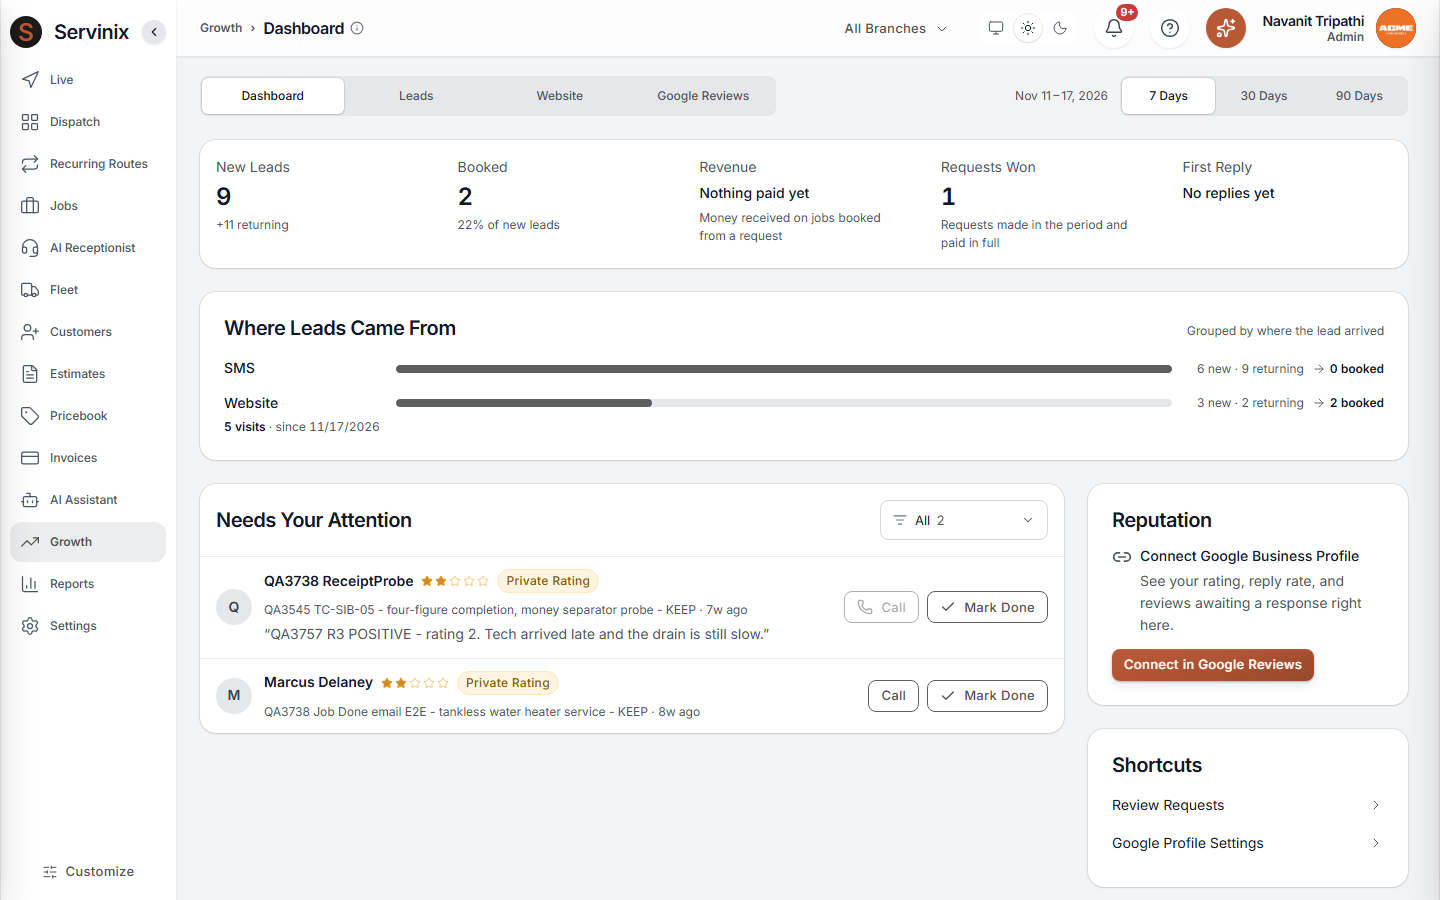 Servinix
Growth › Dashboard
All Branches
9+
Navanit Tripathi
Admin
ACME
Live
Dispatch
Recurring Routes
Jobs
AI Receptionist
Fleet
Customers
Estimates
Pricebook
Invoices
AI Assistant
Growth
Reports
Settings
Customize
Dashboard
Leads
Website
Google Reviews
Nov 11 – 17, 2026
7 Days
30 Days
90 Days
New Leads
9
+11 returning
Booked
2
22% of new leads
Revenue
Nothing paid yet
Money received on jobs booked
from a request
Requests Won
1
Requests made in the period and
paid in full
First Reply
No replies yet
Where Leads Came From
Grouped by where the lead arrived
SMS
6 new · 9 returning → 0 booked
Website
3 new · 2 returning → 2 booked
5 visits · since 11/17/2026
Needs Your Attention
All 2
Q
QA3738 ReceiptProbe
Private Rating
QA3545 TC-SIB-05 - four-figure completion, money separator probe - KEEP · 7w ago
“QA3757 R3 POSITIVE - rating 2. Tech arrived late and the drain is still slow.”
Call
Mark Done
M
Marcus Delaney
Private Rating
QA3738 Job Done email E2E - tankless water heater service - KEEP · 8w ago
Call
Mark Done
Reputation
Connect Google Business Profile
See your rating, reply rate, and
reviews awaiting a response right
here.
Connect in Google Reviews
Shortcuts
Review Requests
Google Profile Settings